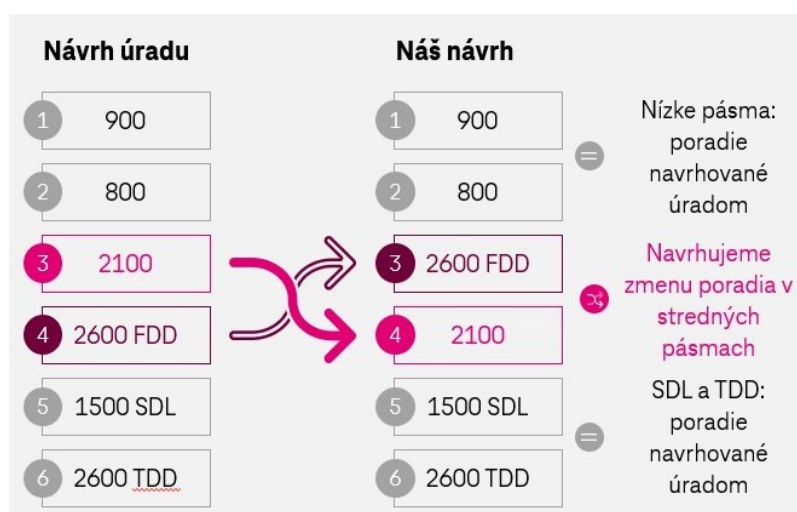 Návrh úradu
1 900
2 800
3 2100
4 2600 FDD
5 1500 SDL
6 2600 TDD
Náš návrh
1 900
2 800
3 2600 FDD
4 2100
5 1500 SDL
6 2600 TDD
Nízke pásma:
poradie
navrhované
úradom
Navrhujeme
zmenu poradia v
stredných
pásmach
SDL a TDD:
poradie
navrhované
úradom